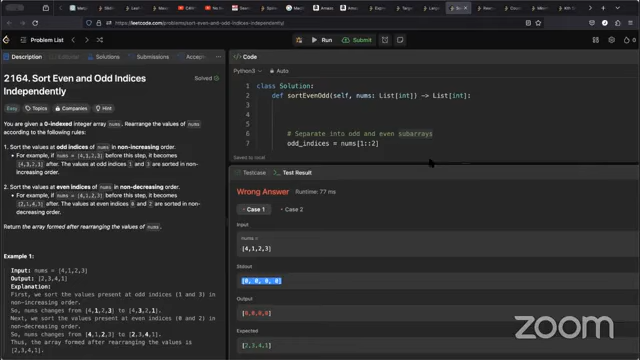 https://leetcode.com/problems/sort-even-and-odd-indices-independently/
Problem List
Run
Submit
Description
Solutions
Submissions
Code
Python3
Auto
2164. Sort Even and Odd Indices
Independently
Solved
Easy
Topics
Companies
Hint
You are given a 0-indexed integer array nums. Rearrange the values of nums
according to the following rules:
1. Sort the values at odd indices of nums in non-increasing order.
For example, if nums = [4,1,2,3] before this step, it becomes
[4,3,2,1] after. The values at odd indices 1 and 3 are sorted in non-
increasing order.
2. Sort the values at even indices of nums in non-decreasing order.
For example, if nums = [4,1,2,3] before this step, it becomes
[2,1,4,3] after. The values at even indices 0 and 2 are sorted in non-
decreasing order.
Return the array formed after rearranging the values of nums.
Example 1:
Input: nums = [4,1,2,3]
Output: [2,3,4,1]
Explanation:
First, we sort the values present at odd indices (1 and 3)
in non-increasing order.
So, nums changes from [4,1,2,3] to [4,3,2,1].
Next, we sort the values present at even indices (0 and 2)
in non-decreasing order.
So, nums changes from [4,1,2,3] to [2,3,4,1].
Thus, the array formed after rearranging the values is
[2,3,4,1].
1 class Solution:
2 def sortEvenOdd(self, nums: List[int]) -> List[int]:
3
4
5
6 # Separate into odd and even subarrays
7 odd_indices = nums[1::2]
Saved to local
Testcase
Test Result
Wrong Answer
Runtime: 77 ms
Case 1
Case 2
Input
nums =
[4,1,2,3]
Stdout
[0, 0, 0, 0]
Output
[0,0,0,0]
Expected
[2,3,4,1]
zoom